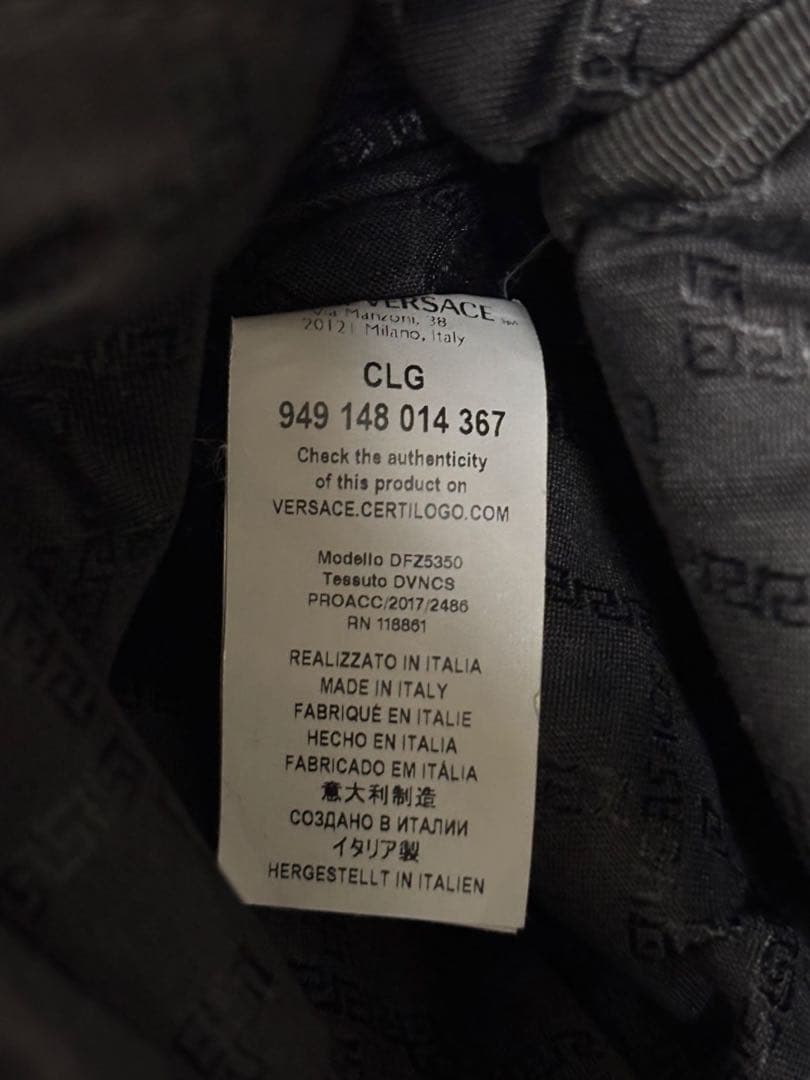 VERSACE
Via Manzoni, 38
20121 Milano, Italy
CLG
949 148 014 367
Check the authenticity
of this product on
VERSACE.CERTILOGO.COM
Modello DFZ5350
Tessuto DVNCS
PROACC/2017/2486
RN 118861
REALIZZATO IN ITALIA
MADE IN ITALY
FABRIQUÉ EN ITALIE
HECHO EN ITALIA
FABRICADO EM ITÁLIA
意大利制造
СОЗДАНО В ИТАЛИИ
イタリア製
HERGESTELLT IN ITALIEN